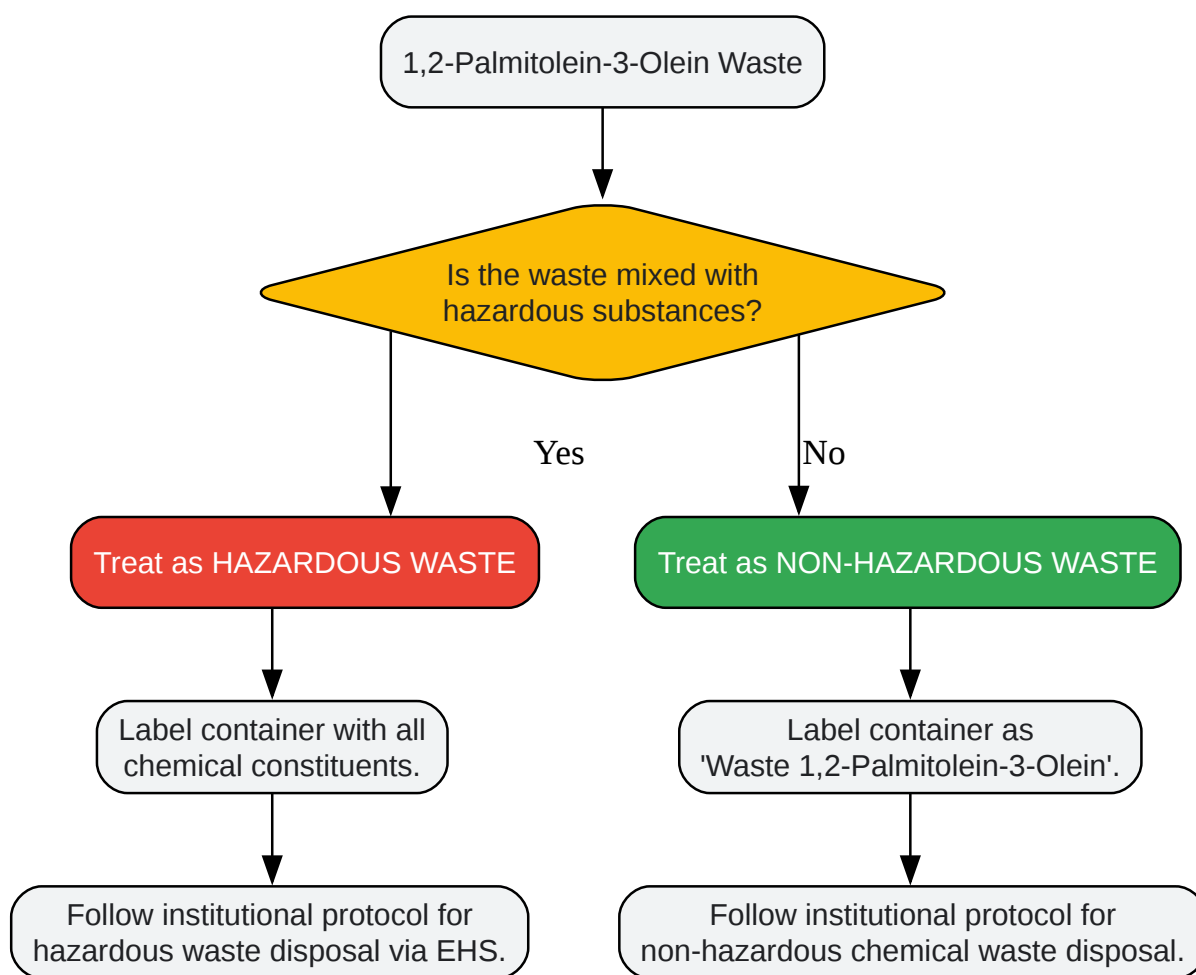 1,2-Palmitolein-3-Olein Waste
Is the waste mixed with
hazardous substances?
Yes
No
Treat as HAZARDOUS WASTE
Treat as NON-HAZARDOUS WASTE
Label container with all
chemical constituents.
Label container as
'Waste 1,2-Palmitolein-3-Olein'.
Follow institutional protocol for
hazardous waste disposal via EHS.
Follow institutional protocol for
non-hazardous chemical waste disposal.